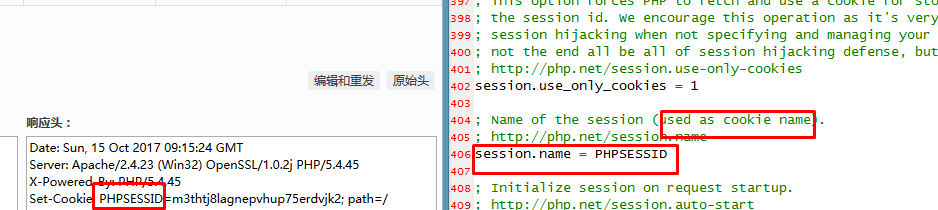 编辑和重发 原始头
响应头：
Date: Sun, 15 Oct 2017 09:15:24 GMT
Server: Apache/2.4.23 (Win32) OpenSSL/1.0.2j PHP/5.4.45
X-Powered-By: PHP/5.4.45
Set-Cookie: PHPSESSID=m3thtj8lagnepvhup75erdvjk2; path=/
397 ; This option forces PHP to fetch and use a cookie for sto
398 ; the session id. We encourage this operation as it's very
399 ; session hijacking when not specifying and managing your
400 ; not the end all be all of session hijacking defense, but
401 ; http://php.net/session.use-only-cookies
402 session.use_only_cookies = 1
403
404 ; Name of the session (used as cookie name).
405 ; http://php.net/session.name
406 session.name = PHPSESSID
407
408 ; Initialize session on request startup.
409 ; http://php.net/session.auto-start